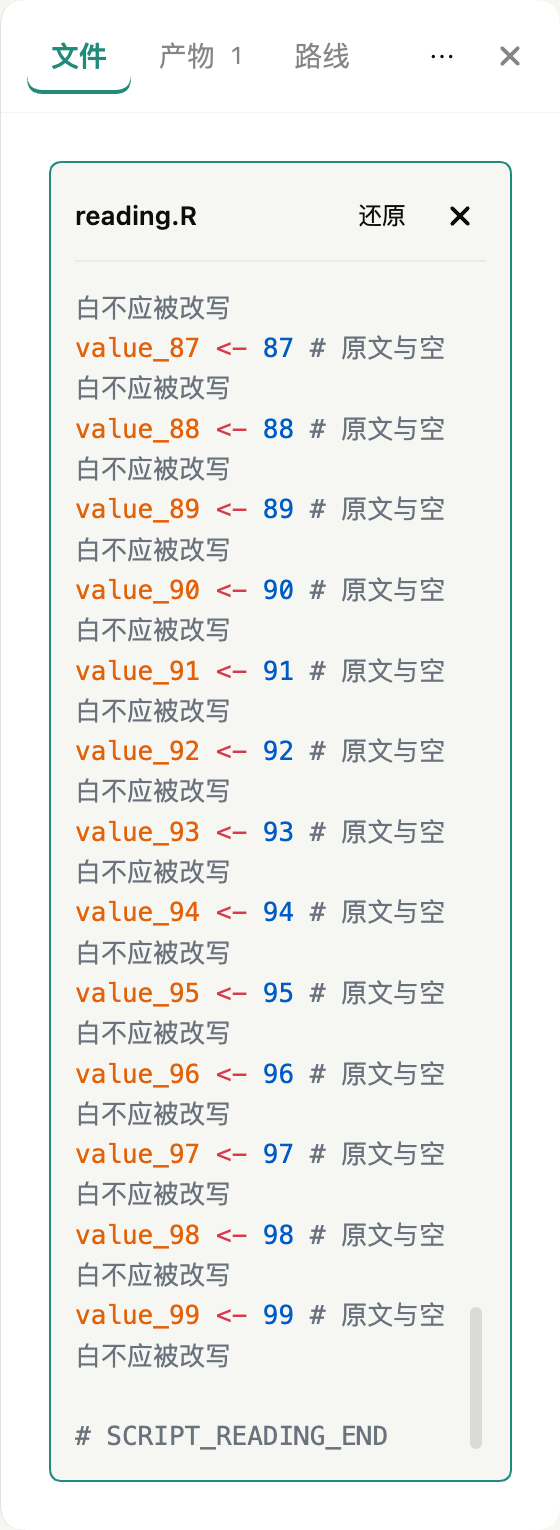 文件 产物 1 路线 ···
reading.R 还原
白不应被改写
value_87 <- 87 # 原文与空
白不应被改写
value_88 <- 88 # 原文与空
白不应被改写
value_89 <- 89 # 原文与空
白不应被改写
value_90 <- 90 # 原文与空
白不应被改写
value_91 <- 91 # 原文与空
白不应被改写
value_92 <- 92 # 原文与空
白不应被改写
value_93 <- 93 # 原文与空
白不应被改写
value_94 <- 94 # 原文与空
白不应被改写
value_95 <- 95 # 原文与空
白不应被改写
value_96 <- 96 # 原文与空
白不应被改写
value_97 <- 97 # 原文与空
白不应被改写
value_98 <- 98 # 原文与空
白不应被改写
value_99 <- 99 # 原文与空
白不应被改写
# SCRIPT_READING_END